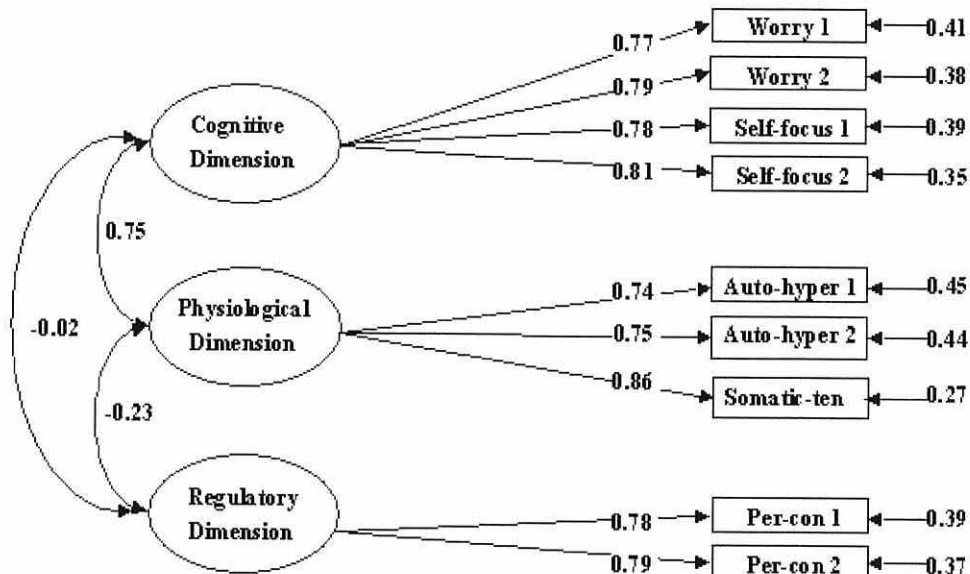 0.77 Worry 1 0.41
0.79 Worry 2 0.38
Cognitive
Dimension
0.78 Self-focus 1 0.39
0.81 Self-focus 2 0.35
0.75
Physiological
Dimension
0.74 Auto-hyper 1 0.45
0.75 Auto-hyper 2 0.44
0.86 Somatic-ten 0.27
-0.02
-0.23
Regulatory
Dimension
0.78 Per-con 1 0.39
0.79 Per-con 2 0.37